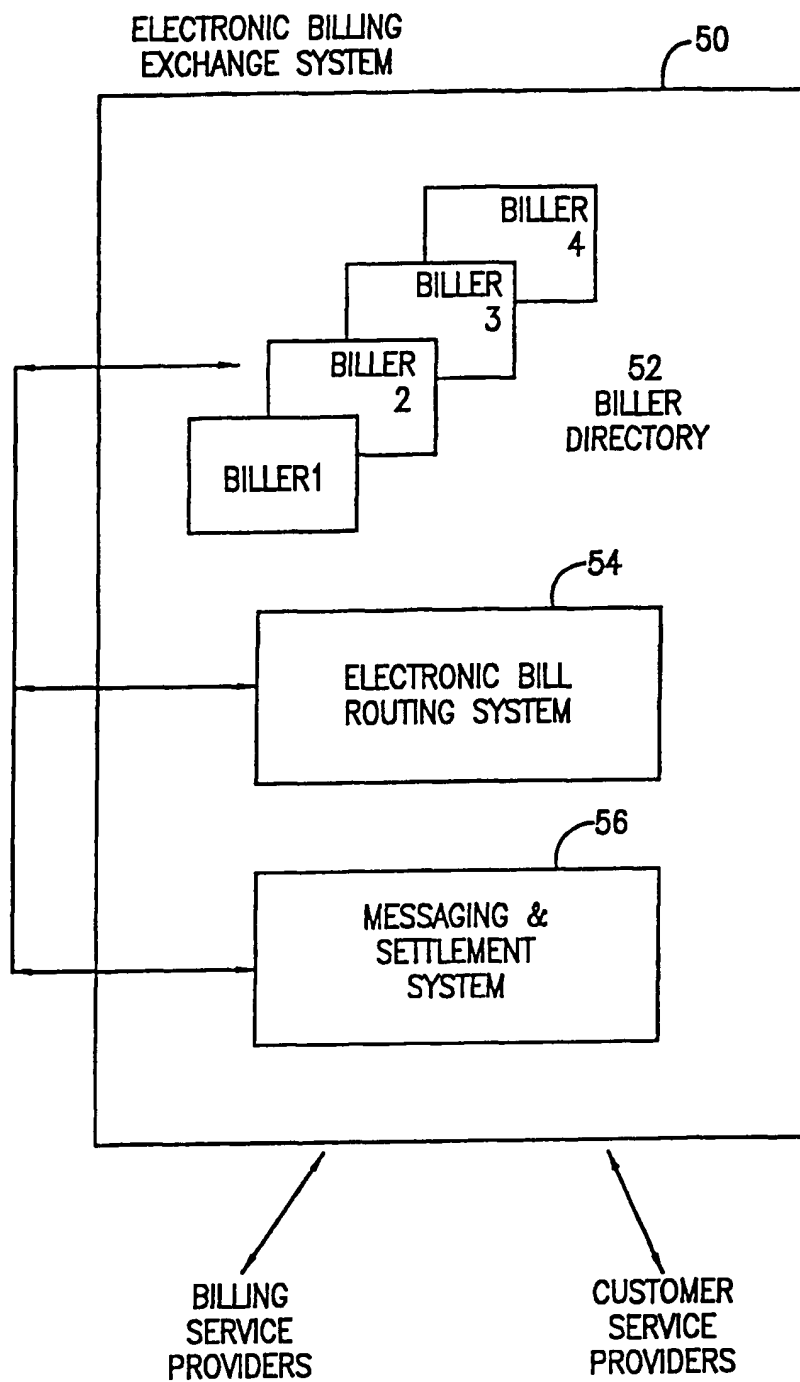 ELECTRONIC BILLING
EXCHANGE SYSTEM
50
BILLER
4
BILLER
3
BILLER
2
BILLER1
52
BILLER
DIRECTORY
54
ELECTRONIC BILL
ROUTING SYSTEM
56
MESSAGING &
SETTLEMENT
SYSTEM
BILLING
SERVICE
PROVIDERS
CUSTOMER
SERVICE
PROVIDERS